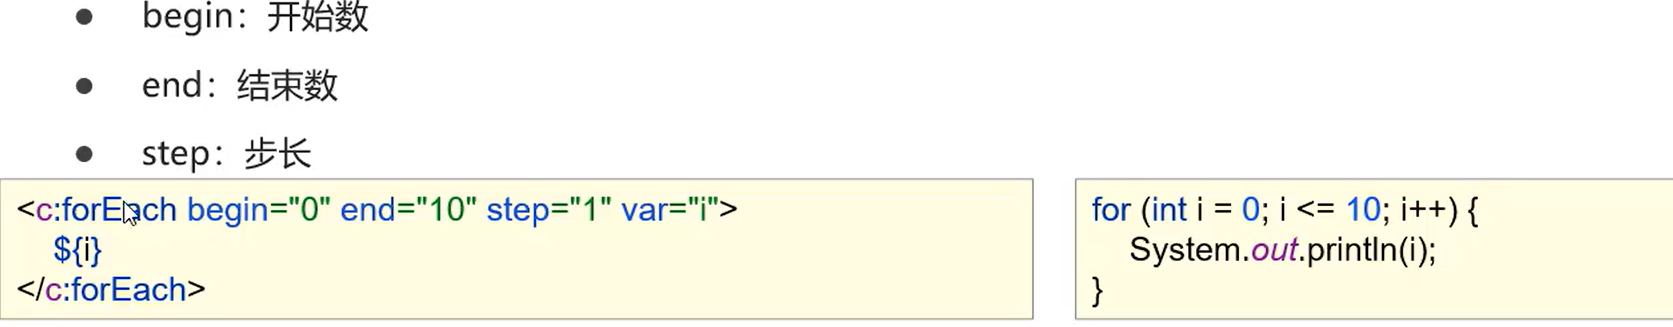 ● begin：开始数
● end：结束数
● step：步长
<c:forEach begin="0" end="10" step="1" var="i">
${i}
</c:forEach>
for (int i = 0; i <= 10; i++) {
System.out.println(i);
}